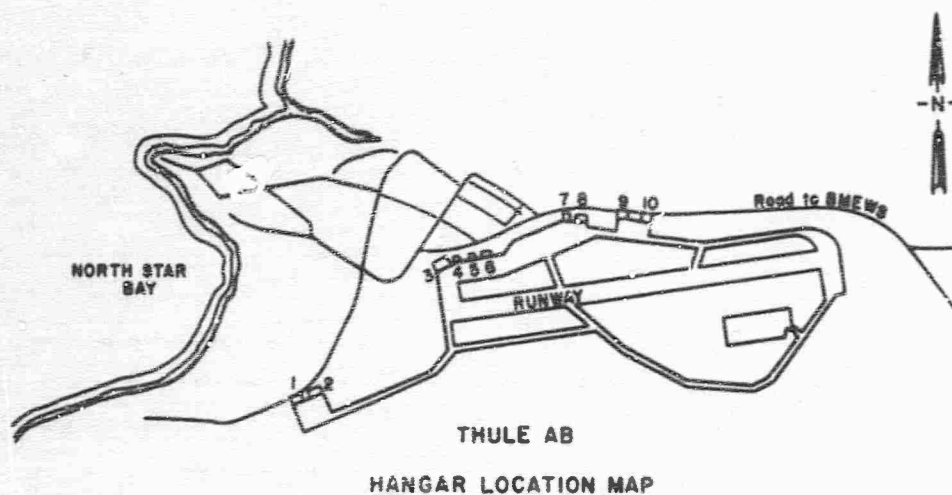 -N-
7 8 9 10
Road to BMEWS
NORTH STAR
BAY
3 4 5 6
RUNWAY
1 2
THULE AB
HANGAR LOCATION MAP